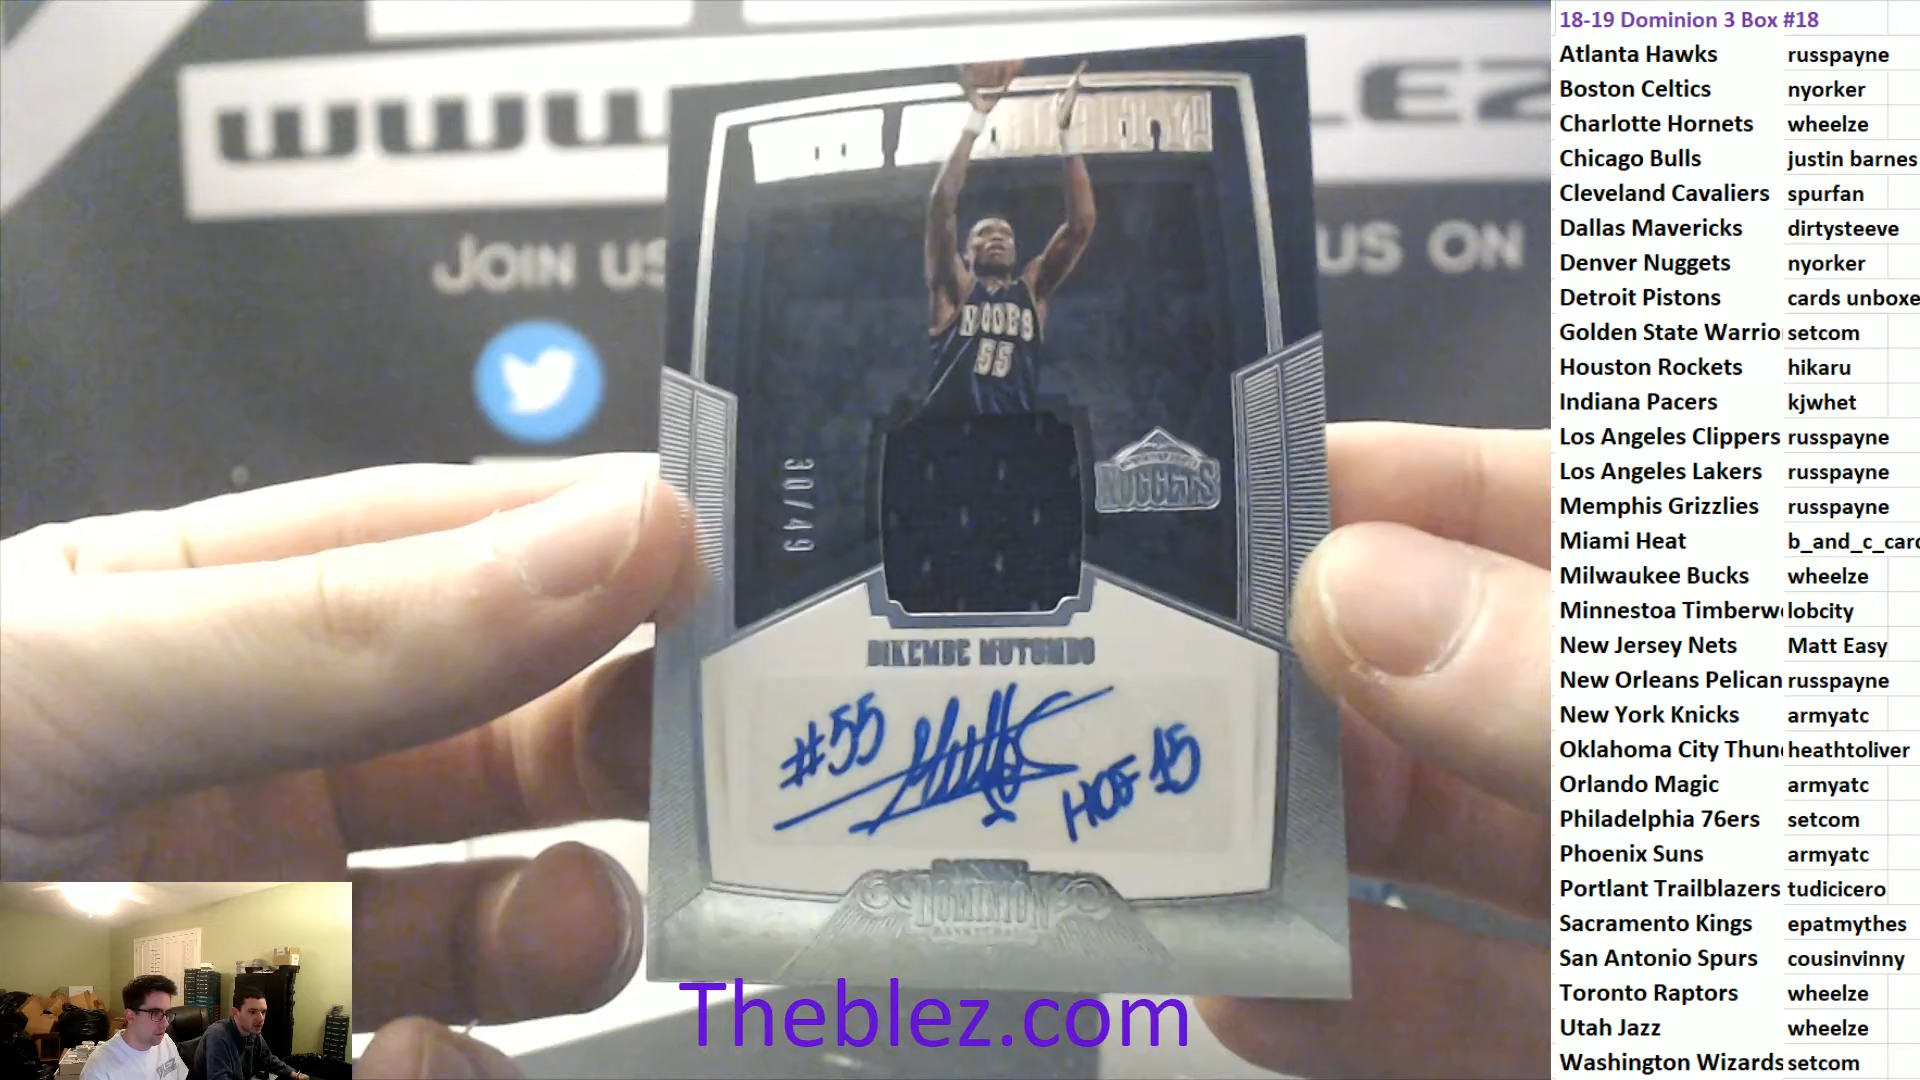 WWW
LEZ
JOIN US
US ON
NUGGETS
55
30/49
NUGGETS
DIKEMBE MUTOMBO
#55
HOF 15
DOMINION
BASKETBALL
Theblez.com
18-19 Dominion 3 Box #18
Atlanta Hawks russpayne
Boston Celtics nyorker
Charlotte Hornets wheelze
Chicago Bulls justin barnes
Cleveland Cavaliers spurfan
Dallas Mavericks dirtysteeve
Denver Nuggets nyorker
Detroit Pistons cards unboxe
Golden State Warrio setcom
Houston Rockets hikaru
Indiana Pacers kjwhet
Los Angeles Clippers russpayne
Los Angeles Lakers russpayne
Memphis Grizzlies russpayne
Miami Heat b_and_c_card
Milwaukee Bucks wheelze
Minnestoa Timberw lobcity
New Jersey Nets Matt Easy
New Orleans Pelican russpayne
New York Knicks armyatc
Oklahoma City Thun heathtoliver
Orlando Magic armyatc
Philadelphia 76ers setcom
Phoenix Suns armyatc
Portlant Trailblazers tudicicero
Sacramento Kings epatmythes
San Antonio Spurs cousinvinny
Toronto Raptors wheelze
Utah Jazz wheelze
Washington Wizards setcom